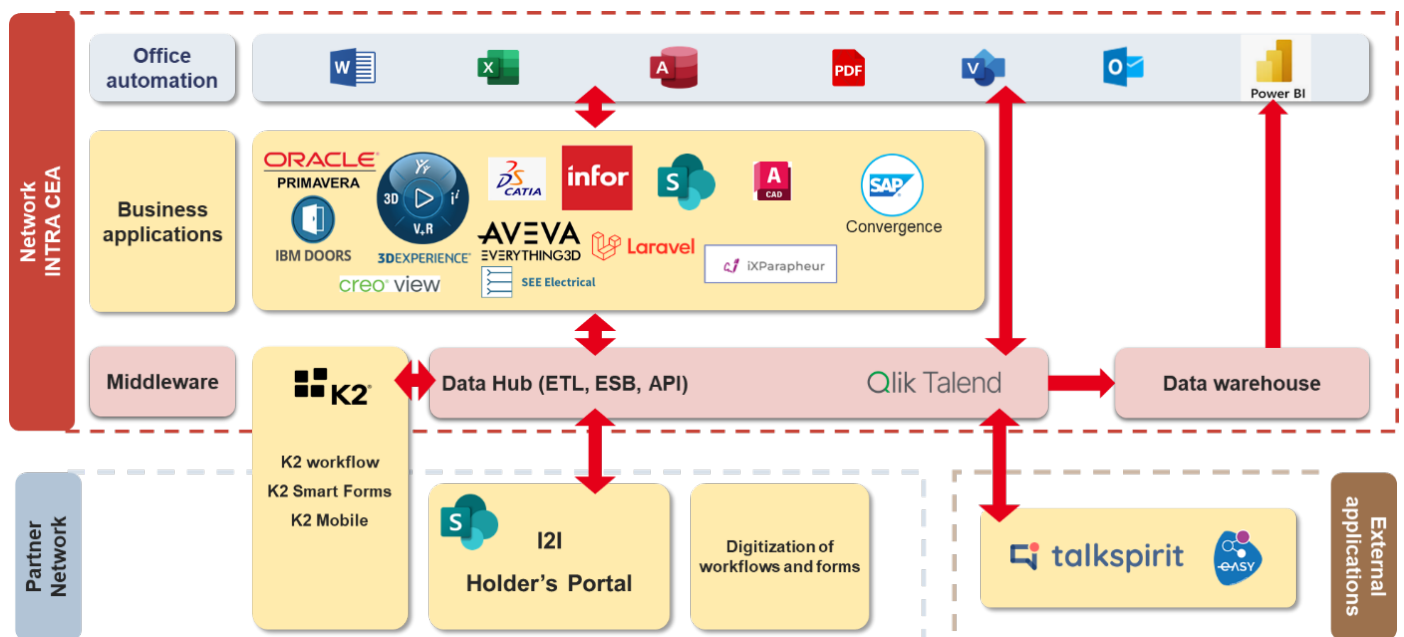 Network
INTRA CEA
Office
automation
W
X
A
PDF
V
O
Power BI
Business
applications
ORACLE
PRIMAVERA
IBM DOORS
3D
V+R
3DEXPERIENCE
CATIA
infor
S
A
CAD
SAP
Convergence
AVEVA
EVERYTHING3D
Laravel
iXParapheur
creo view
SEE Electrical
Middleware
K2
Data Hub (ETL, ESB, API)
Qlik Talend
Data warehouse
K2 workflow
K2 Smart Forms
K2 Mobile
Partner
Network
S
I2I
Holder's Portal
Digitization of
workflows and forms
talkspirit
eASY
External
applications